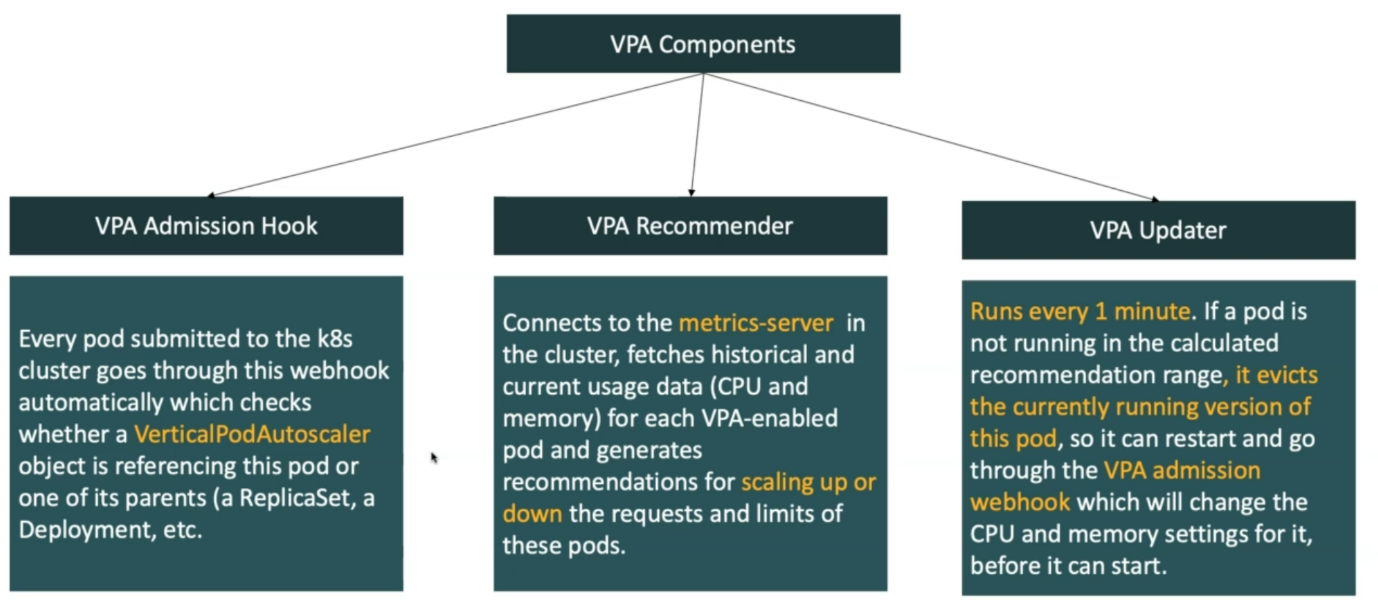 VPA Components
VPA Admission Hook
Every pod submitted to the k8s
cluster goes through this webhook
automatically which checks
whether a VerticalPodAutoscaler
object is referencing this pod or
one of its parents (a ReplicaSet, a
Deployment, etc.
VPA Recommender
Connects to the metrics-server in
the cluster, fetches historical and
current usage data (CPU and
memory) for each VPA-enabled
pod and generates
recommendations for scaling up or
down the requests and limits of
these pods.
VPA Updater
Runs every 1 minute. If a pod is
not running in the calculated
recommendation range, it evicts
the currently running version of
this pod, so it can restart and go
through the VPA admission
webhook which will change the
CPU and memory settings for it,
before it can start.